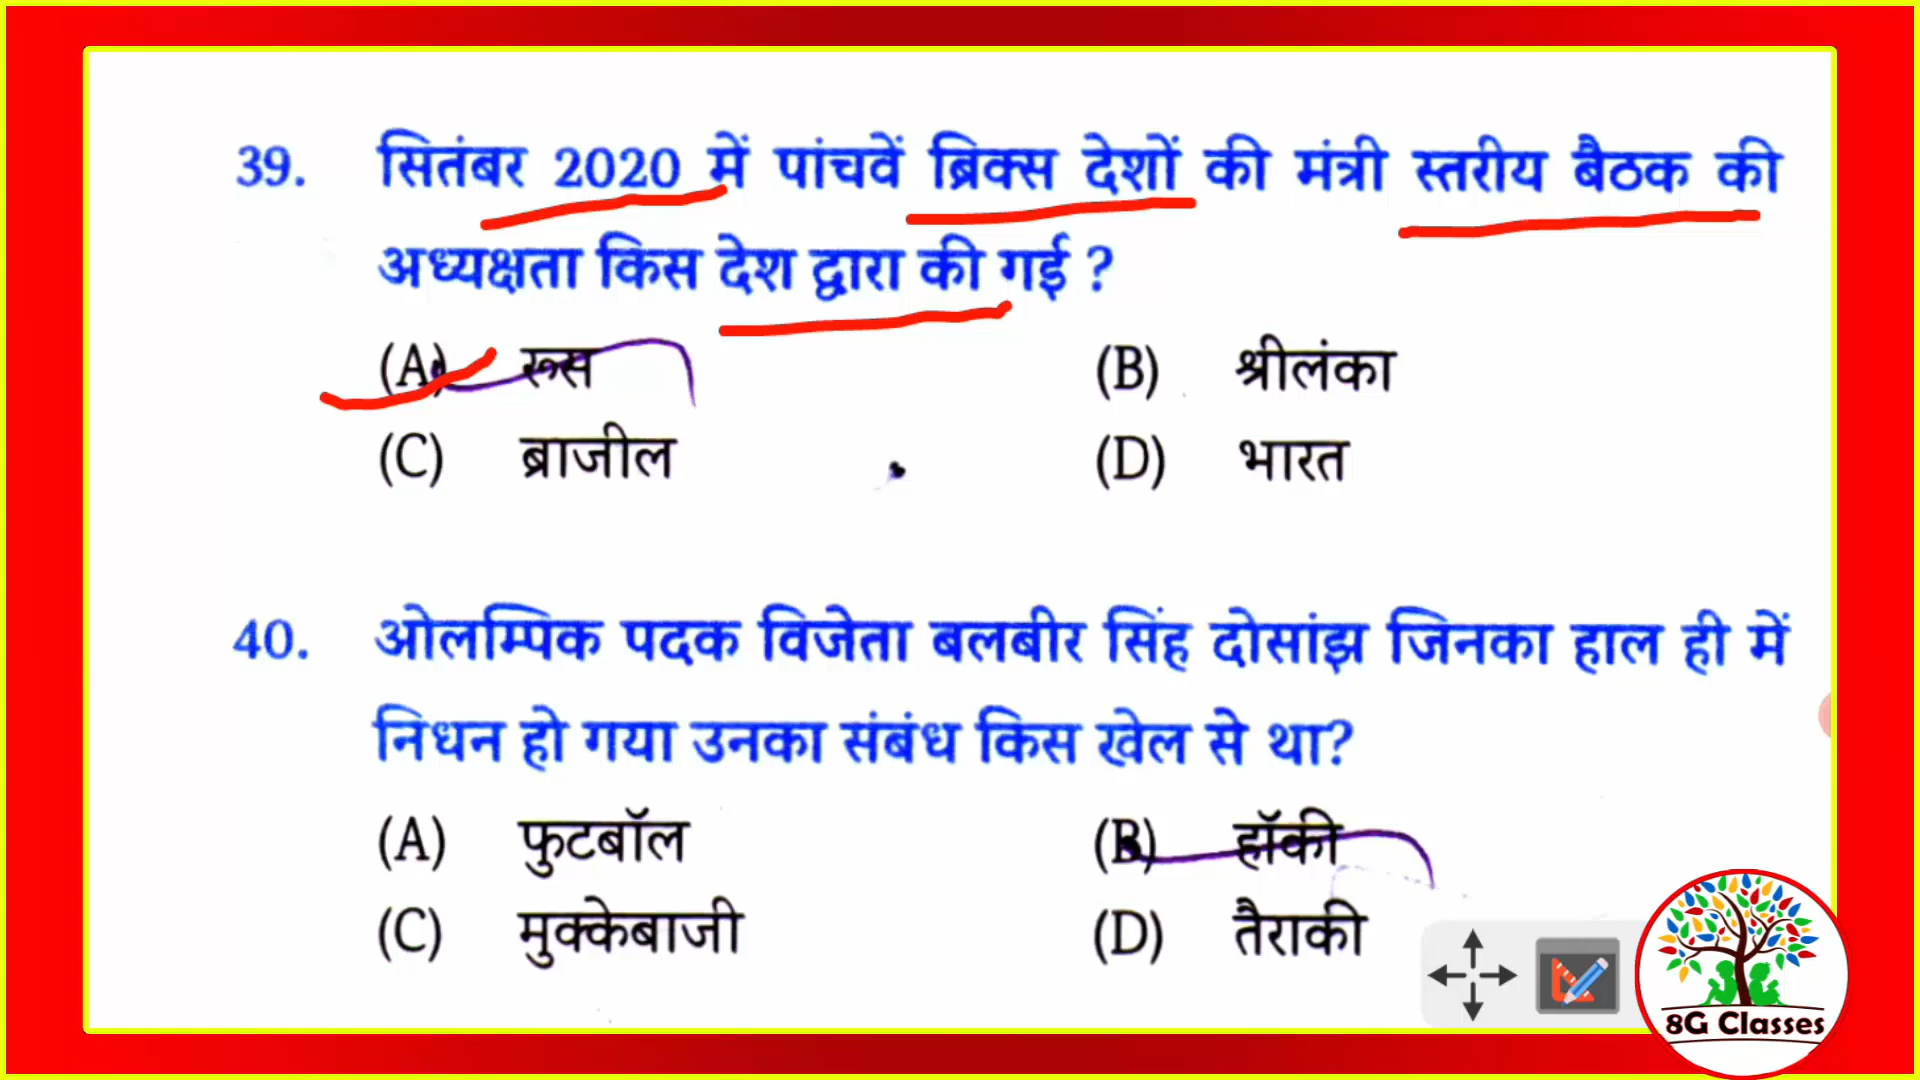 39. सितंबर 2020 में पांचवें ब्रिक्स देशों की मंत्री स्तरीय बैठक की
अध्यक्षता किस देश द्वारा की गई ?
(A) रूस (B) श्रीलंका
(C) ब्राजील (D) भारत
40. ओलम्पिक पदक विजेता बलबीर सिंह दोसांझ जिनका हाल ही में
निधन हो गया उनका संबंध किस खेल से था?
(A) फुटबॉल (B) हॉकी
(C) मुक्केबाजी (D) तैराकी
8G Classes